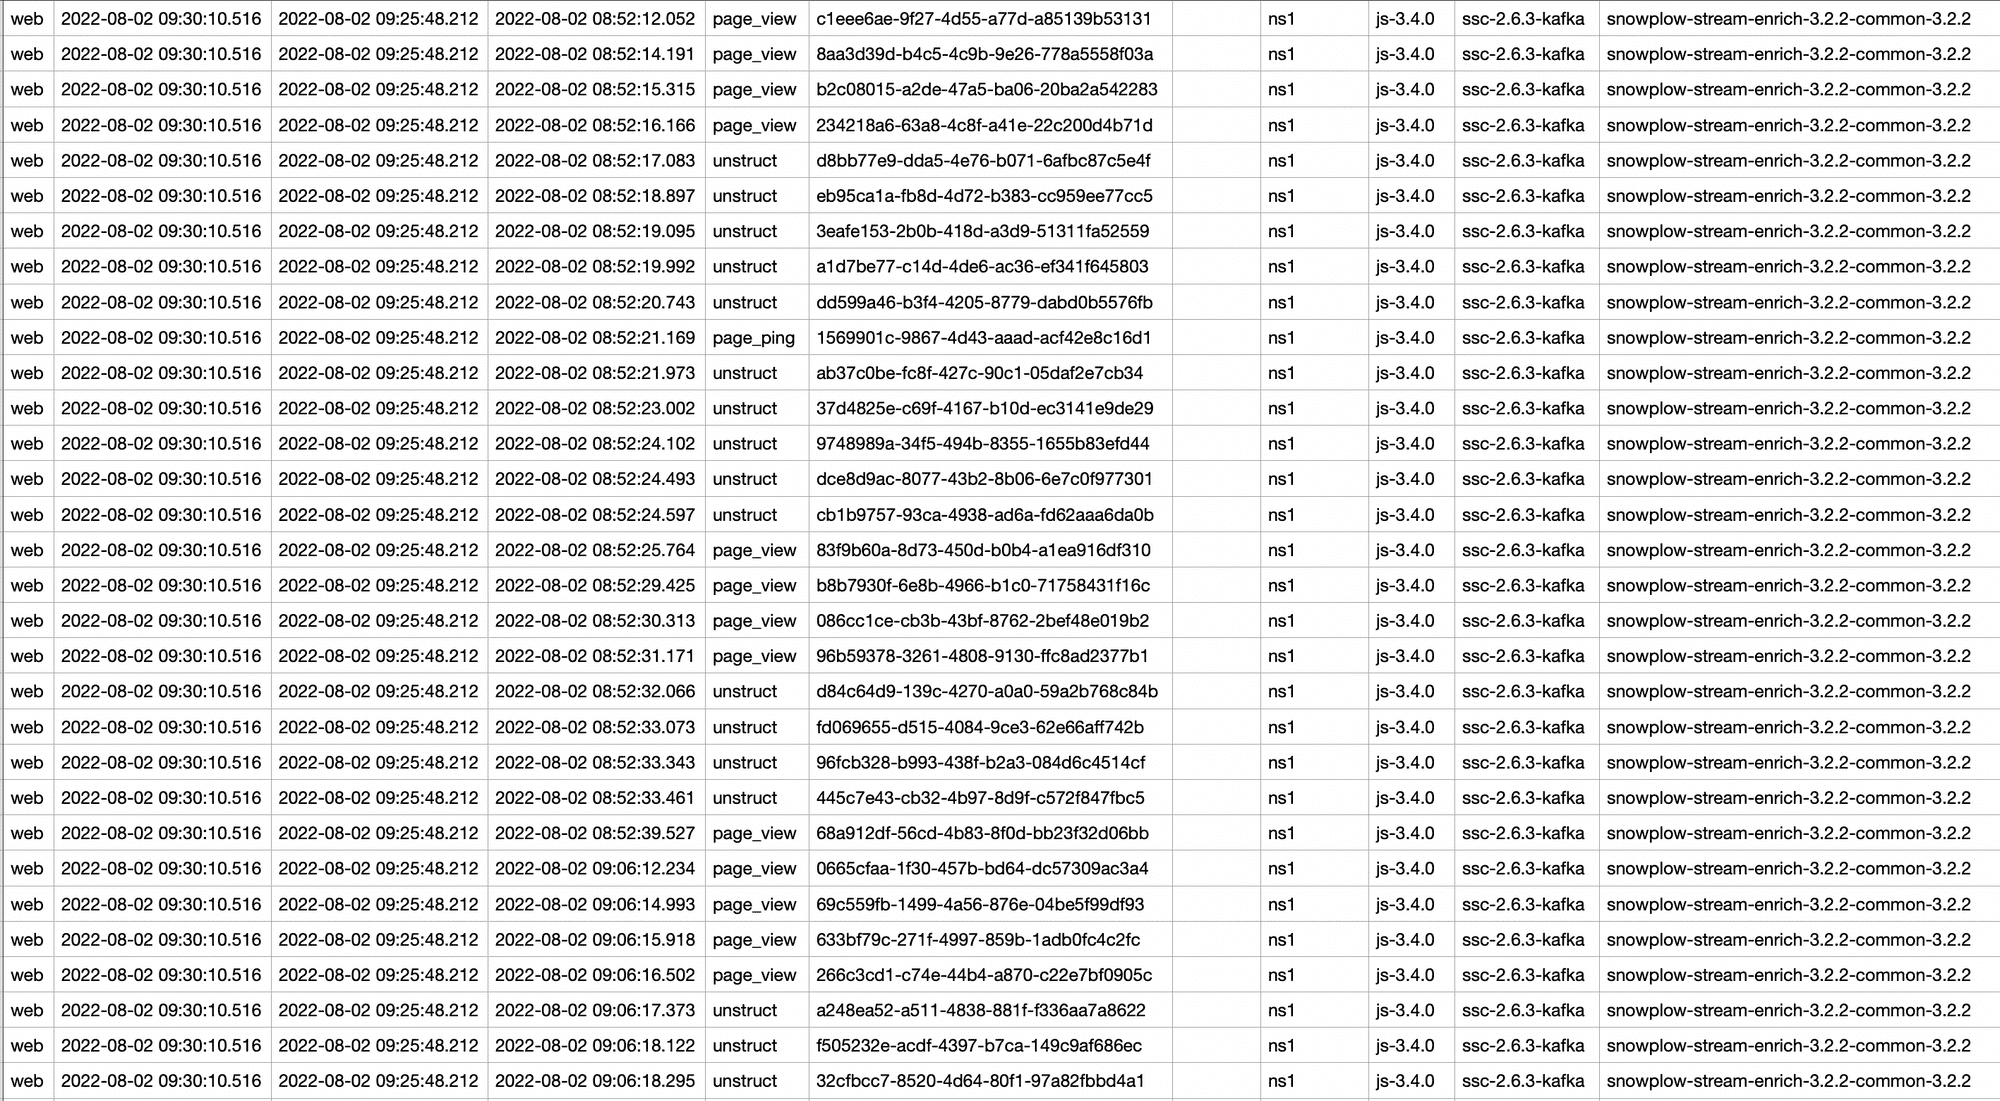 web 2022-08-02 09:30:10.516 2022-08-02 09:25:48.212 2022-08-02 08:52:12.052 page_view c1eee6ae-9f27-4d55-a77d-a85139b53131 ns1 js-3.4.0 ssc-2.6.3-kafka snowplow-stream-enrich-3.2.2-common-3.2.2
web 2022-08-02 09:30:10.516 2022-08-02 09:25:48.212 2022-08-02 08:52:14.191 page_view 8aa3d39d-b4c5-4c9b-9e26-778a5558f03a ns1 js-3.4.0 ssc-2.6.3-kafka snowplow-stream-enrich-3.2.2-common-3.2.2
web 2022-08-02 09:30:10.516 2022-08-02 09:25:48.212 2022-08-02 08:52:15.315 page_view b2c08015-a2de-47a5-ba06-20ba2a542283 ns1 js-3.4.0 ssc-2.6.3-kafka snowplow-stream-enrich-3.2.2-common-3.2.2
web 2022-08-02 09:30:10.516 2022-08-02 09:25:48.212 2022-08-02 08:52:16.166 page_view 234218a6-63a8-4c8f-a41e-22c200d4b71d ns1 js-3.4.0 ssc-2.6.3-kafka snowplow-stream-enrich-3.2.2-common-3.2.2
web 2022-08-02 09:30:10.516 2022-08-02 09:25:48.212 2022-08-02 08:52:17.083 unstruct d8bb77e9-dda5-4e76-b071-6afbc87c5e4f ns1 js-3.4.0 ssc-2.6.3-kafka snowplow-stream-enrich-3.2.2-common-3.2.2
web 2022-08-02 09:30:10.516 2022-08-02 09:25:48.212 2022-08-02 08:52:18.897 unstruct eb95ca1a-fb8d-4d72-b383-cc959ee77cc5 ns1 js-3.4.0 ssc-2.6.3-kafka snowplow-stream-enrich-3.2.2-common-3.2.2
web 2022-08-02 09:30:10.516 2022-08-02 09:25:48.212 2022-08-02 08:52:19.095 unstruct 3eafe153-2b0b-418d-a3d9-51311fa52559 ns1 js-3.4.0 ssc-2.6.3-kafka snowplow-stream-enrich-3.2.2-common-3.2.2
web 2022-08-02 09:30:10.516 2022-08-02 09:25:48.212 2022-08-02 08:52:19.992 unstruct a1d7be77-c14d-4de6-ac36-ef341f645803 ns1 js-3.4.0 ssc-2.6.3-kafka snowplow-stream-enrich-3.2.2-common-3.2.2
web 2022-08-02 09:30:10.516 2022-08-02 09:25:48.212 2022-08-02 08:52:20.743 unstruct dd599a46-b3f4-4205-8779-dabd0b5576fb ns1 js-3.4.0 ssc-2.6.3-kafka snowplow-stream-enrich-3.2.2-common-3.2.2
web 2022-08-02 09:30:10.516 2022-08-02 09:25:48.212 2022-08-02 08:52:21.169 page_ping 1569901c-9867-4d43-aaad-acf42e8c16d1 ns1 js-3.4.0 ssc-2.6.3-kafka snowplow-stream-enrich-3.2.2-common-3.2.2
web 2022-08-02 09:30:10.516 2022-08-02 09:25:48.212 2022-08-02 08:52:21.973 unstruct ab37c0be-fc8f-427c-90c1-05daf2e7cb34 ns1 js-3.4.0 ssc-2.6.3-kafka snowplow-stream-enrich-3.2.2-common-3.2.2
web 2022-08-02 09:30:10.516 2022-08-02 09:25:48.212 2022-08-02 08:52:23.002 unstruct 37d4825e-c69f-4167-b10d-ec3141e9de29 ns1 js-3.4.0 ssc-2.6.3-kafka snowplow-stream-enrich-3.2.2-common-3.2.2
web 2022-08-02 09:30:10.516 2022-08-02 09:25:48.212 2022-08-02 08:52:24.102 unstruct 9748989a-34f5-494b-8355-1655b83efd44 ns1 js-3.4.0 ssc-2.6.3-kafka snowplow-stream-enrich-3.2.2-common-3.2.2
web 2022-08-02 09:30:10.516 2022-08-02 09:25:48.212 2022-08-02 08:52:24.493 unstruct dce8d9ac-8077-43b2-8b06-6e7c0f977301 ns1 js-3.4.0 ssc-2.6.3-kafka snowplow-stream-enrich-3.2.2-common-3.2.2
web 2022-08-02 09:30:10.516 2022-08-02 09:25:48.212 2022-08-02 08:52:24.597 unstruct cb1b9757-93ca-4938-ad6a-fd62aaa6da0b ns1 js-3.4.0 ssc-2.6.3-kafka snowplow-stream-enrich-3.2.2-common-3.2.2
web 2022-08-02 09:30:10.516 2022-08-02 09:25:48.212 2022-08-02 08:52:25.764 page_view 83f9b60a-8d73-450d-b0b4-a1ea916df310 ns1 js-3.4.0 ssc-2.6.3-kafka snowplow-stream-enrich-3.2.2-common-3.2.2
web 2022-08-02 09:30:10.516 2022-08-02 09:25:48.212 2022-08-02 08:52:29.425 page_view b8b7930f-6e8b-4966-b1c0-71758431f16c ns1 js-3.4.0 ssc-2.6.3-kafka snowplow-stream-enrich-3.2.2-common-3.2.2
web 2022-08-02 09:30:10.516 2022-08-02 09:25:48.212 2022-08-02 08:52:30.313 page_view 086cc1ce-cb3b-43bf-8762-2bef48e019b2 ns1 js-3.4.0 ssc-2.6.3-kafka snowplow-stream-enrich-3.2.2-common-3.2.2
web 2022-08-02 09:30:10.516 2022-08-02 09:25:48.212 2022-08-02 08:52:31.171 page_view 96b59378-3261-4808-9130-ffc8ad2377b1 ns1 js-3.4.0 ssc-2.6.3-kafka snowplow-stream-enrich-3.2.2-common-3.2.2
web 2022-08-02 09:30:10.516 2022-08-02 09:25:48.212 2022-08-02 08:52:32.066 unstruct d84c64d9-139c-4270-a0a0-59a2b768c84b ns1 js-3.4.0 ssc-2.6.3-kafka snowplow-stream-enrich-3.2.2-common-3.2.2
web 2022-08-02 09:30:10.516 2022-08-02 09:25:48.212 2022-08-02 08:52:33.073 unstruct fd069655-d515-4084-9ce3-62e66aff742b ns1 js-3.4.0 ssc-2.6.3-kafka snowplow-stream-enrich-3.2.2-common-3.2.2
web 2022-08-02 09:30:10.516 2022-08-02 09:25:48.212 2022-08-02 08:52:33.343 unstruct 96fcb328-b993-438f-b2a3-084d6c4514cf ns1 js-3.4.0 ssc-2.6.3-kafka snowplow-stream-enrich-3.2.2-common-3.2.2
web 2022-08-02 09:30:10.516 2022-08-02 09:25:48.212 2022-08-02 08:52:33.461 unstruct 445c7e43-cb32-4b97-8d9f-c572f847fbc5 ns1 js-3.4.0 ssc-2.6.3-kafka snowplow-stream-enrich-3.2.2-common-3.2.2
web 2022-08-02 09:30:10.516 2022-08-02 09:25:48.212 2022-08-02 08:52:39.527 page_view 68a912df-56cd-4b83-8f0d-bb23f32d06bb ns1 js-3.4.0 ssc-2.6.3-kafka snowplow-stream-enrich-3.2.2-common-3.2.2
web 2022-08-02 09:30:10.516 2022-08-02 09:25:48.212 2022-08-02 09:06:12.234 page_view 0665cfaa-1f30-457b-bd64-dc57309ac3a4 ns1 js-3.4.0 ssc-2.6.3-kafka snowplow-stream-enrich-3.2.2-common-3.2.2
web 2022-08-02 09:30:10.516 2022-08-02 09:25:48.212 2022-08-02 09:06:14.993 page_view 69c559fb-1499-4a56-876e-04be5f99df93 ns1 js-3.4.0 ssc-2.6.3-kafka snowplow-stream-enrich-3.2.2-common-3.2.2
web 2022-08-02 09:30:10.516 2022-08-02 09:25:48.212 2022-08-02 09:06:15.918 page_view 633bf79c-271f-4997-859b-1adb0fc4c2fc ns1 js-3.4.0 ssc-2.6.3-kafka snowplow-stream-enrich-3.2.2-common-3.2.2
web 2022-08-02 09:30:10.516 2022-08-02 09:25:48.212 2022-08-02 09:06:16.502 page_view 266c3cd1-c74e-44b4-a870-c22e7bf0905c ns1 js-3.4.0 ssc-2.6.3-kafka snowplow-stream-enrich-3.2.2-common-3.2.2
web 2022-08-02 09:30:10.516 2022-08-02 09:25:48.212 2022-08-02 09:06:17.373 unstruct a248ea52-a511-4838-881f-f336aa7a8622 ns1 js-3.4.0 ssc-2.6.3-kafka snowplow-stream-enrich-3.2.2-common-3.2.2
web 2022-08-02 09:30:10.516 2022-08-02 09:25:48.212 2022-08-02 09:06:18.122 unstruct f505232e-acdf-4397-b7ca-149c9af686ec ns1 js-3.4.0 ssc-2.6.3-kafka snowplow-stream-enrich-3.2.2-common-3.2.2
web 2022-08-02 09:30:10.516 2022-08-02 09:25:48.212 2022-08-02 09:06:18.295 unstruct 32cfbcc7-8520-4d64-80f1-97a82fbbd4a1 ns1 js-3.4.0 ssc-2.6.3-kafka snowplow-stream-enrich-3.2.2-common-3.2.2